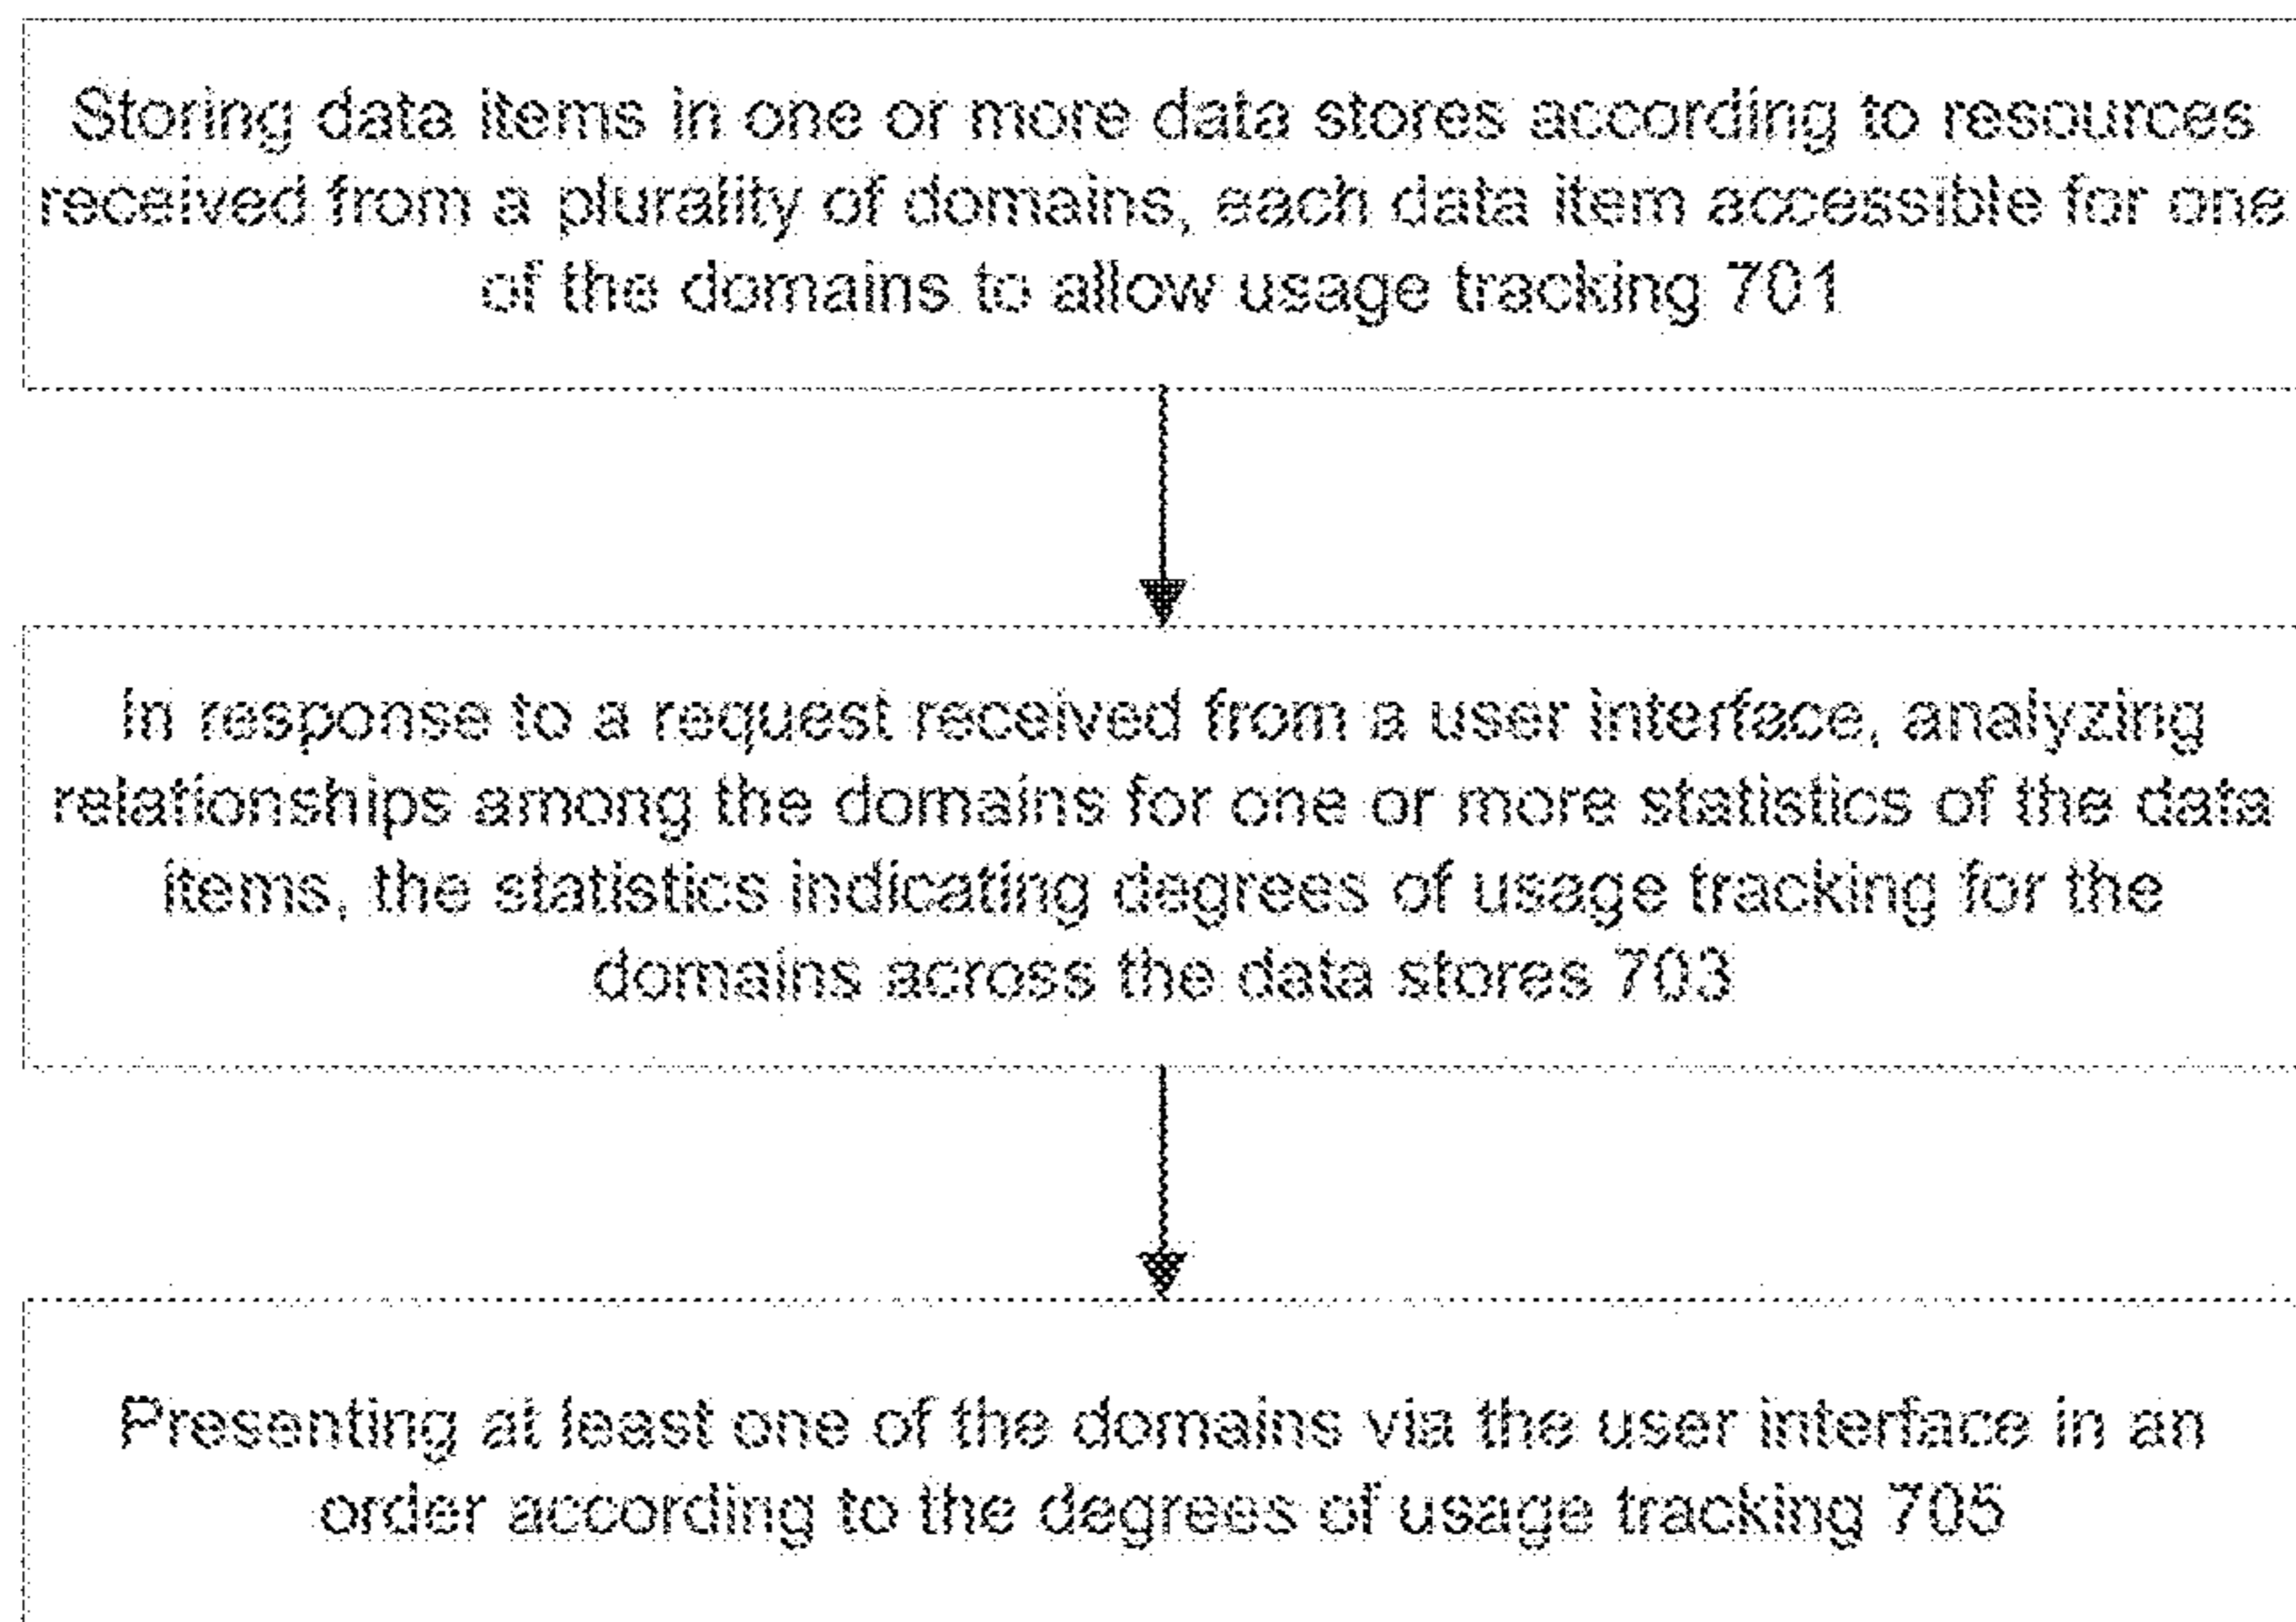 Storing data items in one or more data stores according to resources
received from a plurality of domains, each data item accessible for one
of the domains to allow usage tracking 701
In response to a request received from a user interface, analyzing
relationships among the domains for one or more statistics of the data
items, the statistics indicating degrees of usage tracking for the
domains across the data stores 703
Presenting at least one of the domains via the user interface in an
order according to the degrees of usage tracking 705